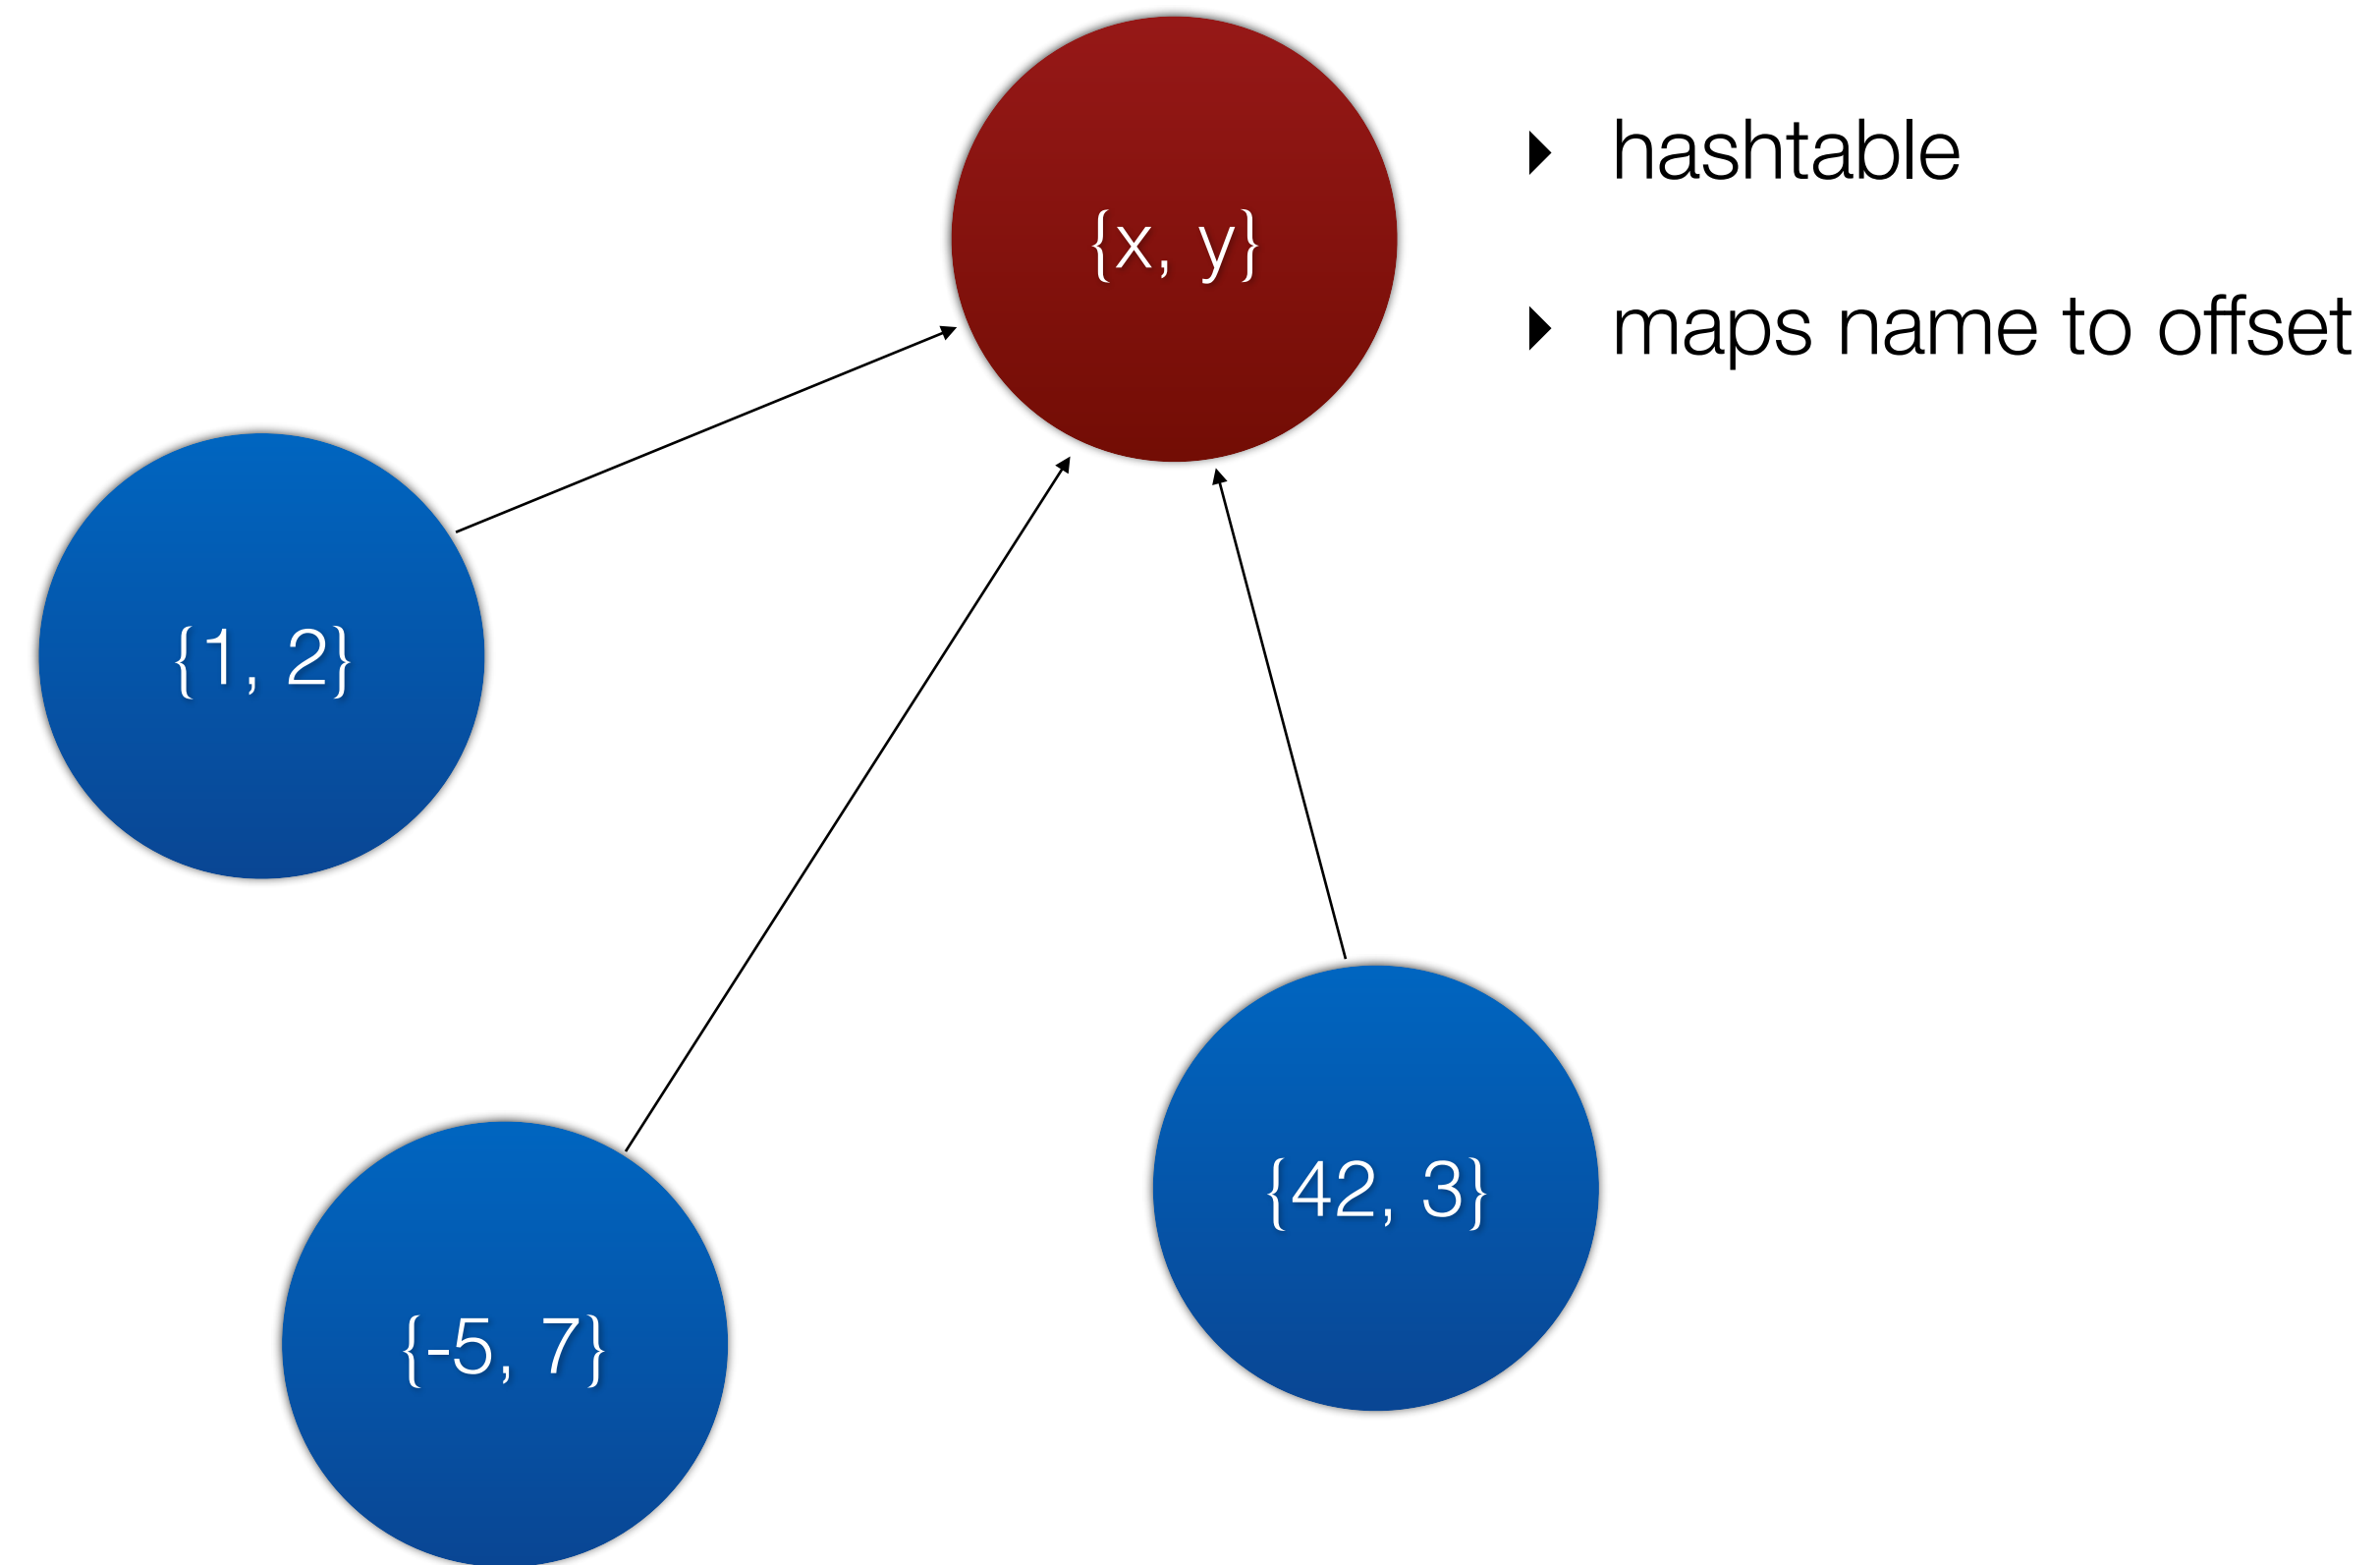 {x, y}
hashtable
maps name to offset
{1, 2}
{42, 3}
{-5, 7}